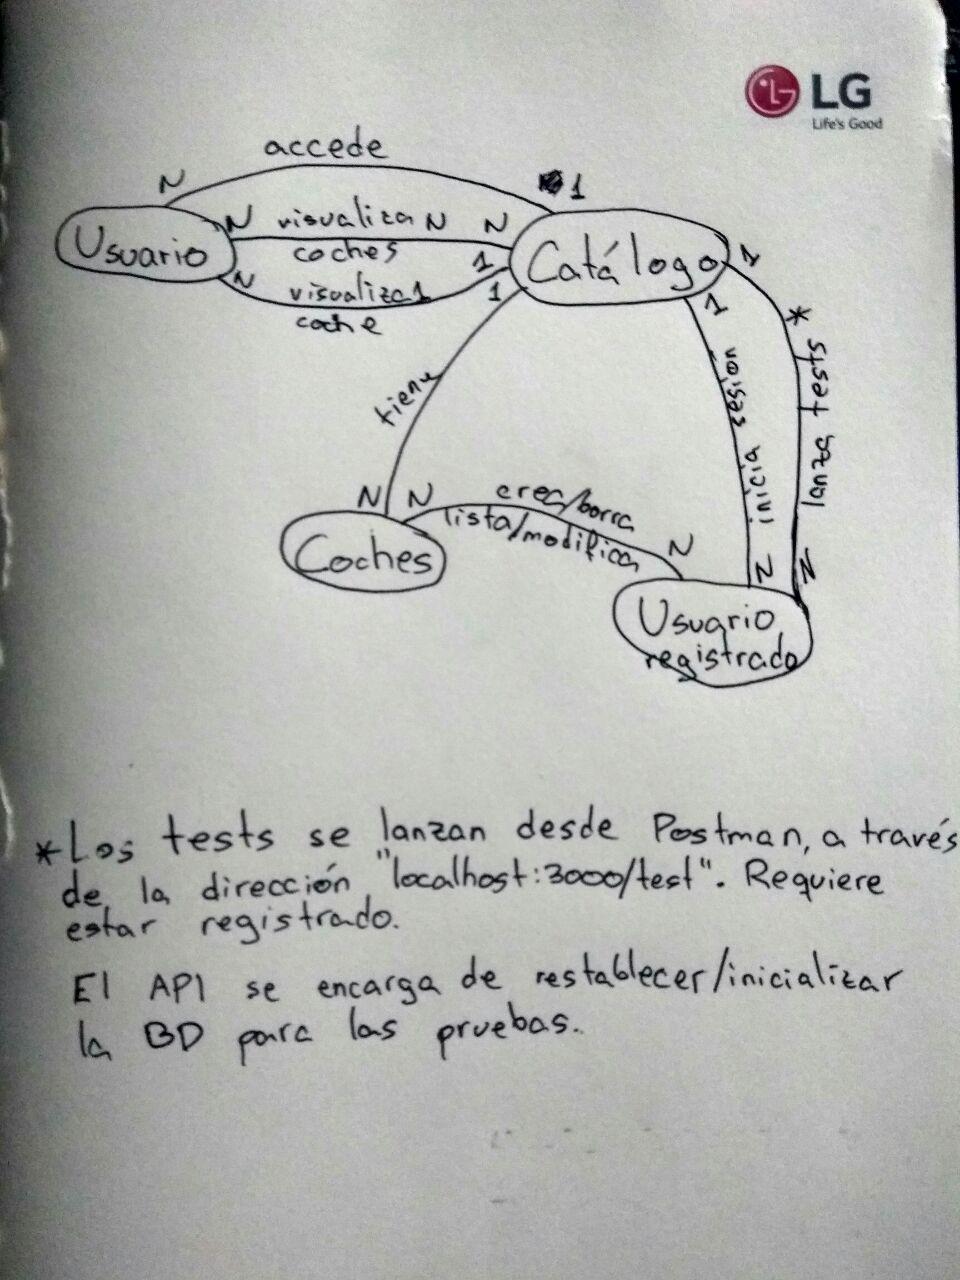 LG
Life's Good
accede
N
1
Usuario
N visualiza N N
coches
Catálogo
N
1
N visualiza 1
coche
1
1
* lanza tests
inicia sesión
tiene
N
N
crea/borra
lista/modifica
N
N
N
Coches
Usuario
registrado
*Los tests se lanzan desde Postman, a través
de la dirección "localhost:3000/test". Requiere
estar registrado.
El API se encarga de restablecer/inicializar
la BD para las pruebas.